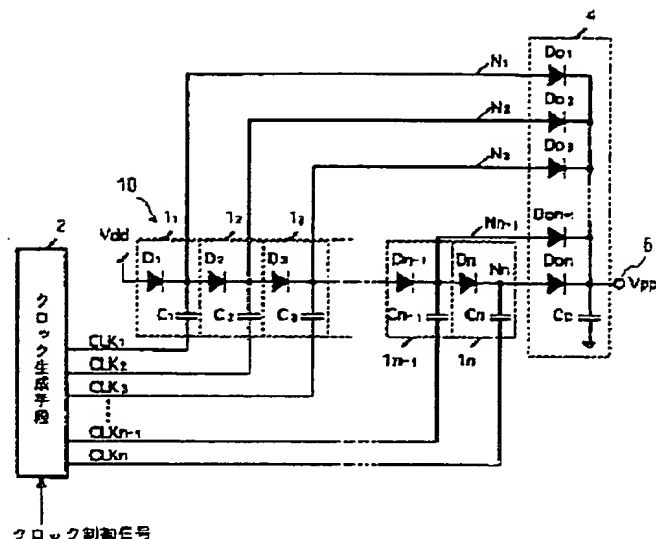 4
Do1
N1
Do2
N2
Do3
N3
10
11
12
13
Don-1
Nn-1
6
2
Vdd
D1
D2
D3
Dn-1
Dn
Nn
Don
Vpp
C1
C2
C3
Cn-1
Cn
Co
1n-1
1n
クロック生成手段
CLK1
CLK2
CLK3
CLKn-1
CLKn
クロック制御信号